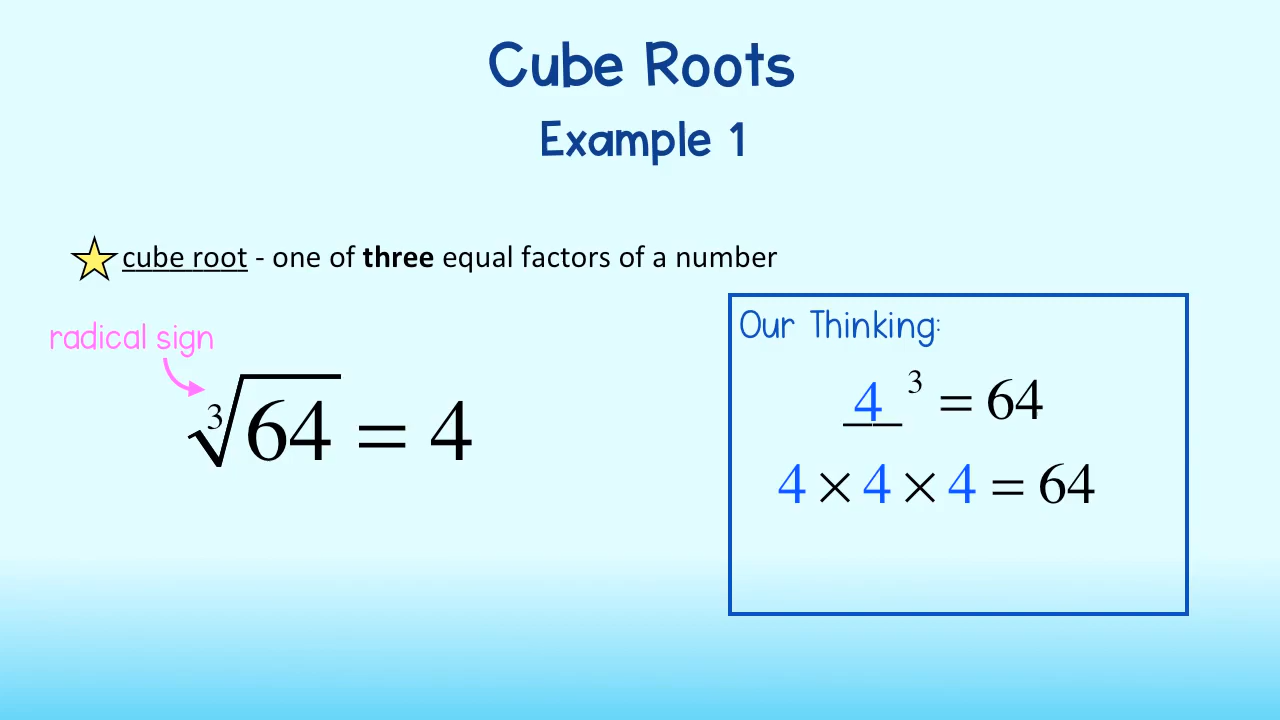 Cube Roots
Example 1
cube root - one of three equal factors of a number
radical sign
∛64 = 4
Our Thinking:
4³ = 64
4 × 4 × 4 = 64